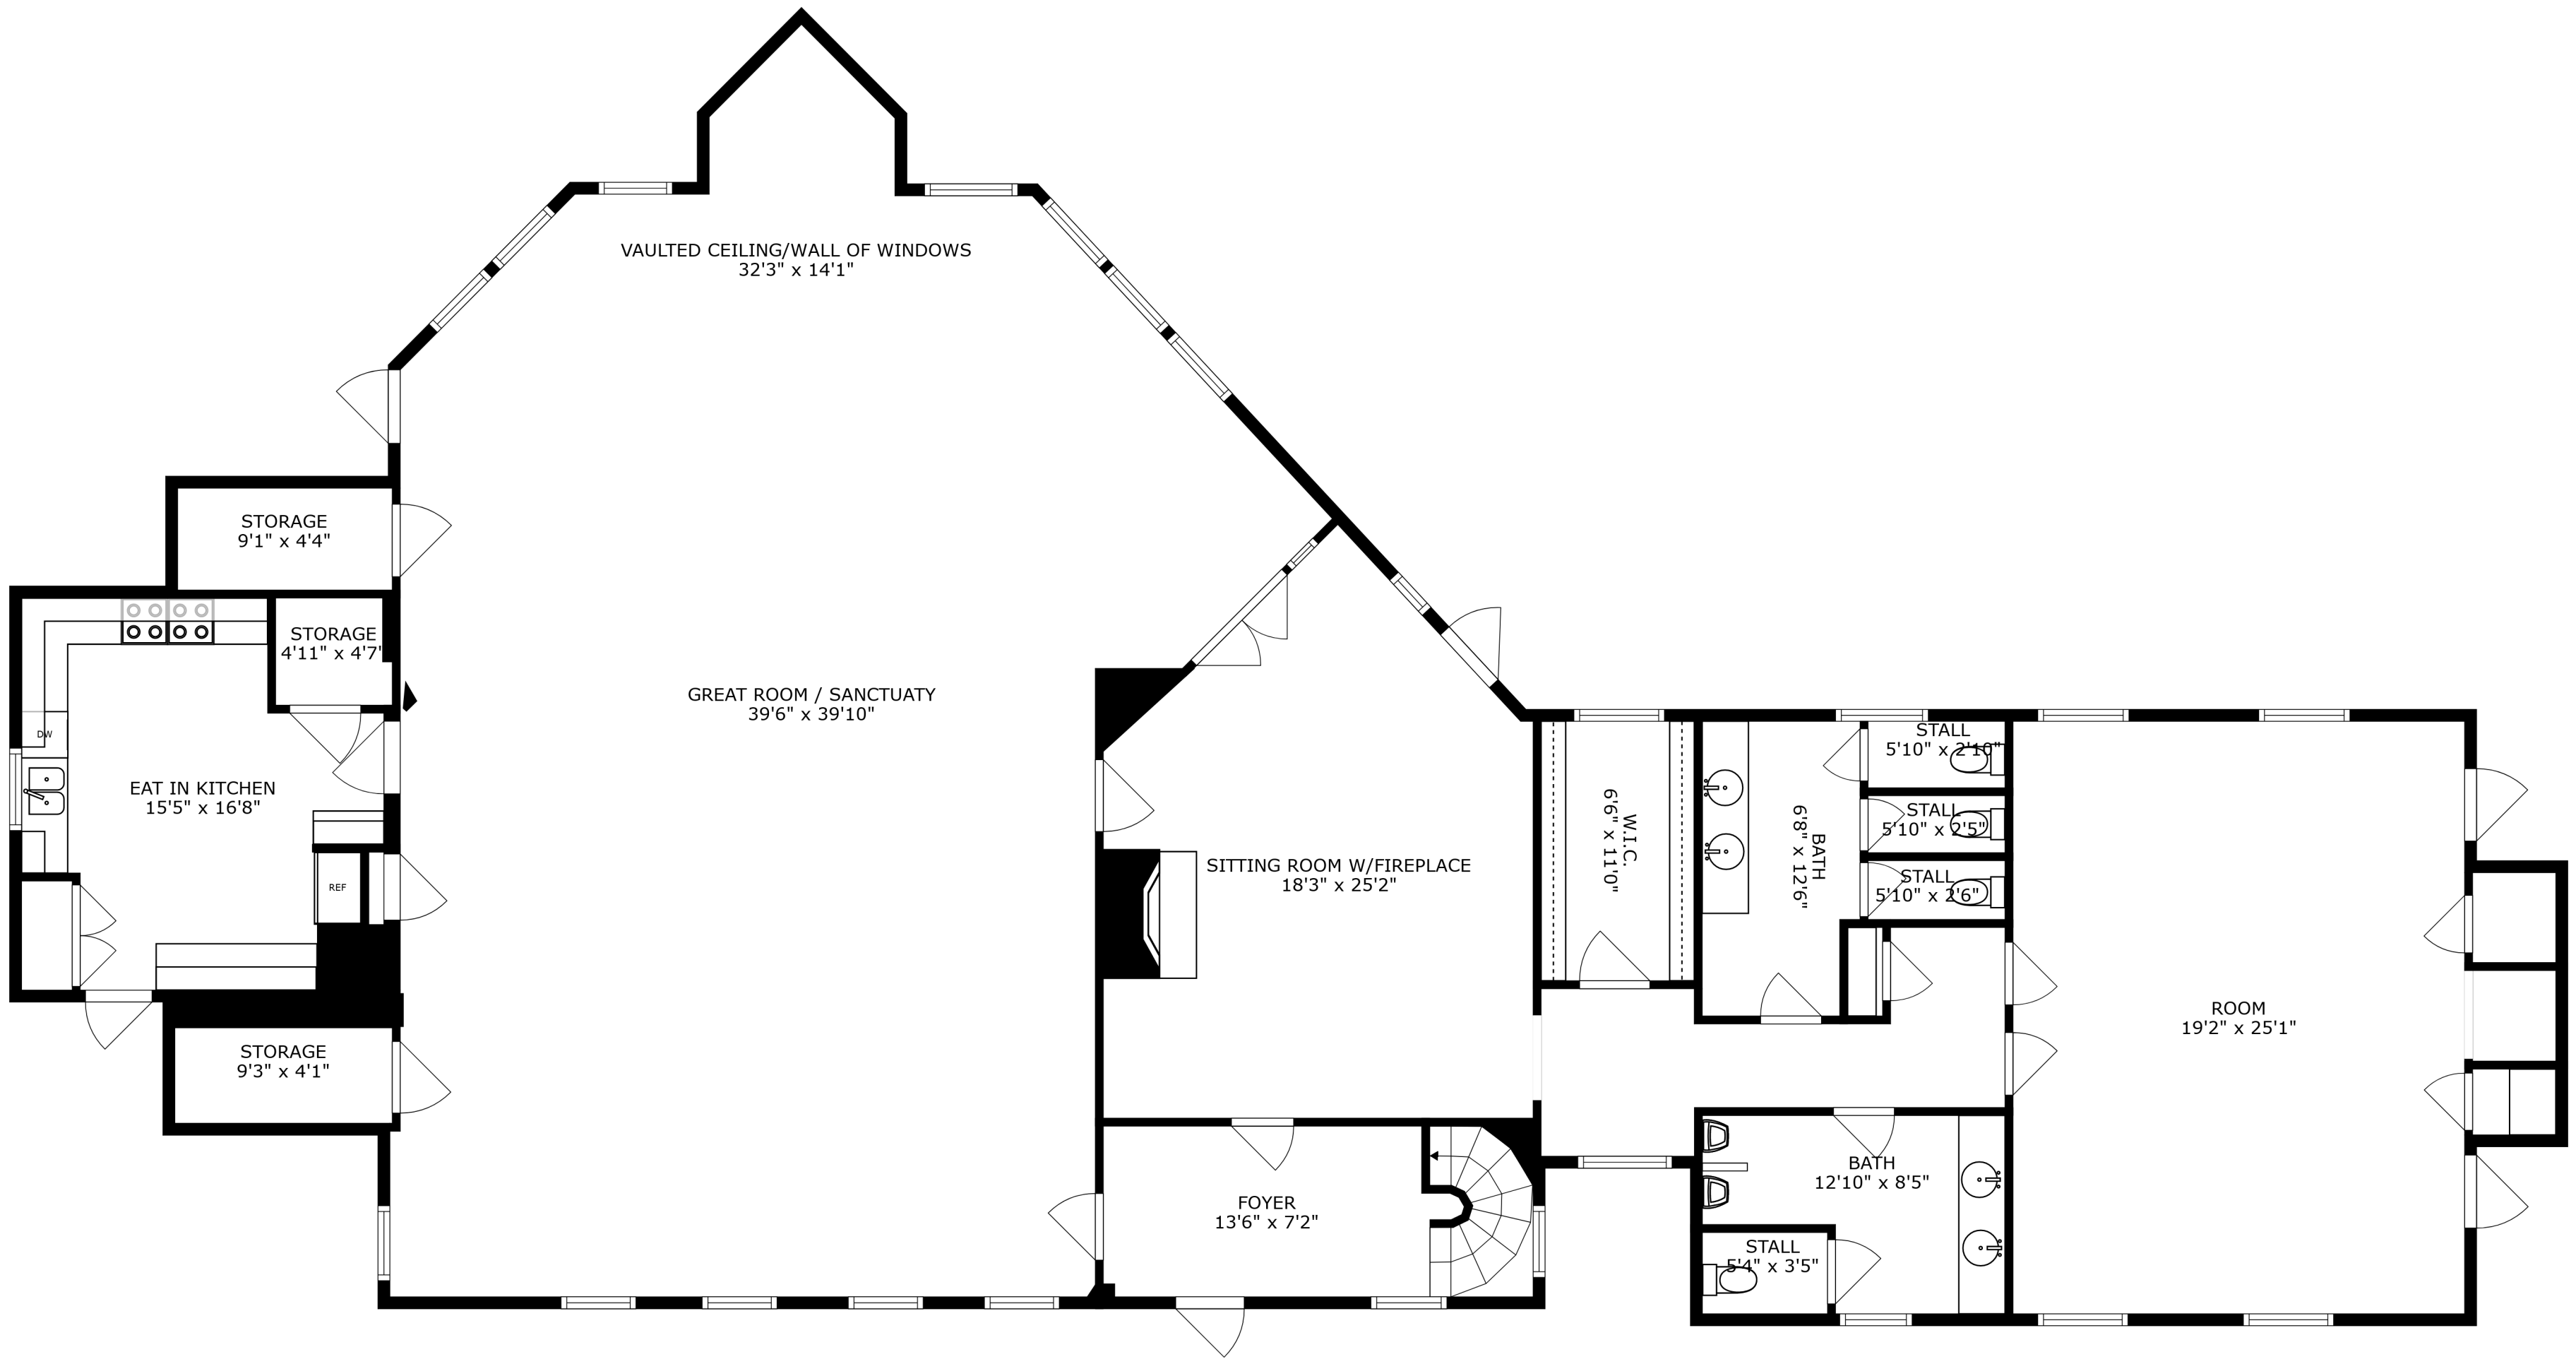 VAULTED CEILING/WALL OF WINDOWS
32'3" x 14'1"
STORAGE
9'1" x 4'4"
STORAGE
4'11" x 4'7'
GREAT ROOM / SANCTUATY
39'6" x 39'10"
DW
EAT IN KITCHEN
15'5" x 16'8"
REF
SITTING ROOM W/FIREPLACE
18'3" x 25'2"
W.I.C.
6'6" x 11'0"
BATH
6'8" x 12'6"
STALL
5'10" x 2'10"
STALL
5'10" x 2'5"
STALL
5'10" x 2'6"
ROOM
19'2" x 25'1"
STORAGE
9'3" x 4'1"
FOYER
13'6" x 7'2"
BATH
12'10" x 8'5"
STALL
5'4" x 3'5"